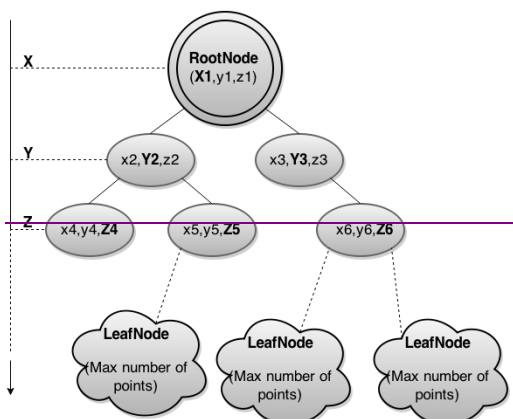 RootNode
(X1,y1,z1)
X
Y
x2,Y2,z2
x3,Y3,z3
Z
x4,y4,Z4
x5,y5,Z5
x6,y6,Z6
LeafNode
(Max number of
points)
LeafNode
(Max number of
points)
LeafNode
(Max number of
points)